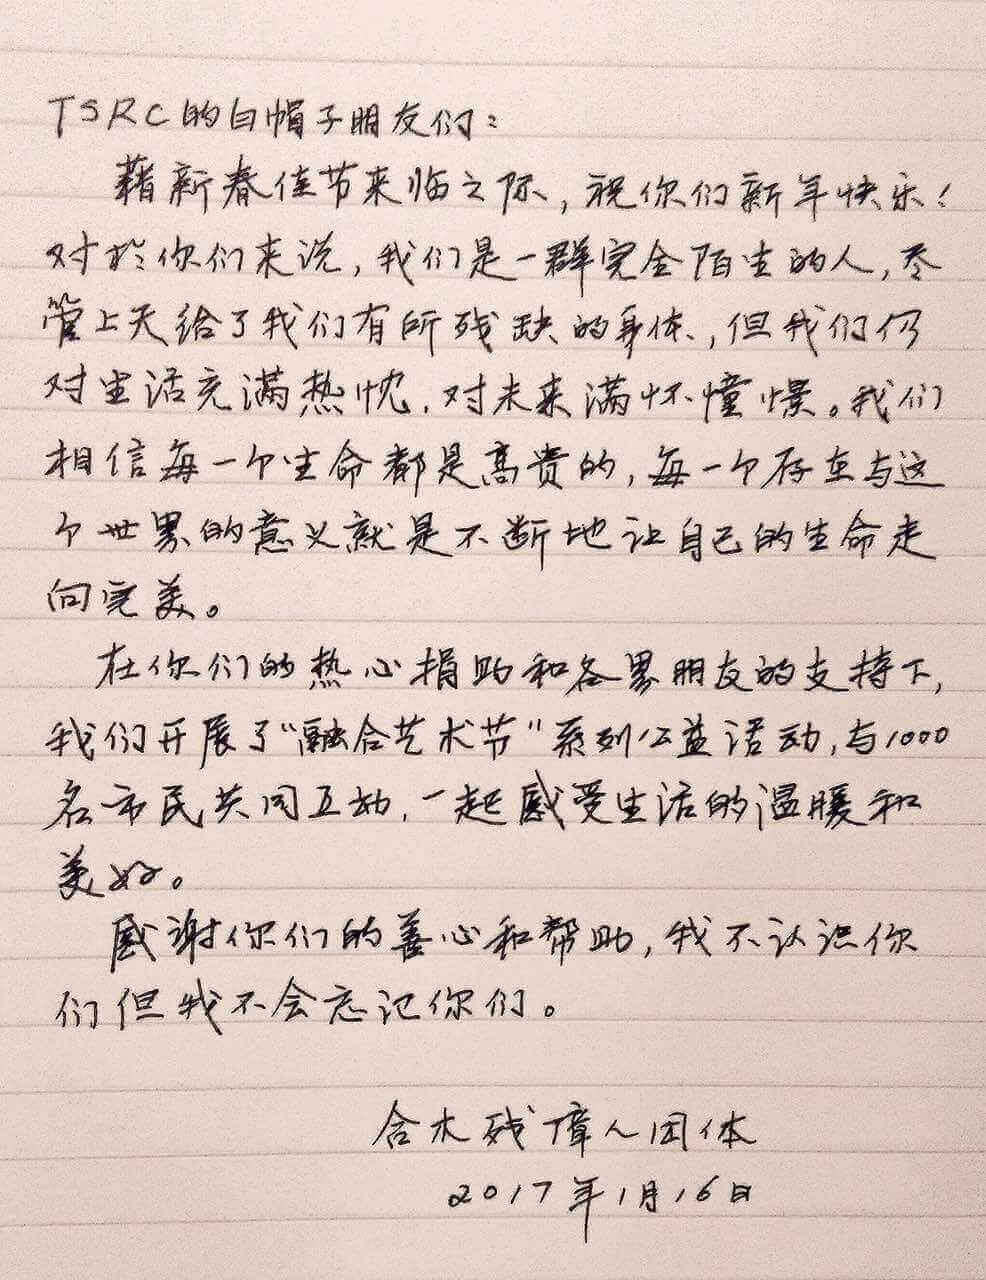 TSRC的白帽子朋友们：
藉新春佳节来临之际，祝你们新年快乐！
对於你们来说，我们是一群完全陌生的人，尽
管上天给了我们有所残缺的身体，但我们仍
对生活充满热忱，对未来满怀憧憬。我们
相信每一个生命都是高贵的，每一个存在与这
个世界的意义就是不断地让自己的生命走
向完美。
在你们的热心捐助和各界朋友的支持下，
我们开展了“融合艺术节”系列公益活动，与1000
名市民共同互动，一起感受生活的温暖和
美好。
感谢你们的善心和帮助，我不认识你
们但我不会忘记你们。
合木残障人团体
2017年1月16日